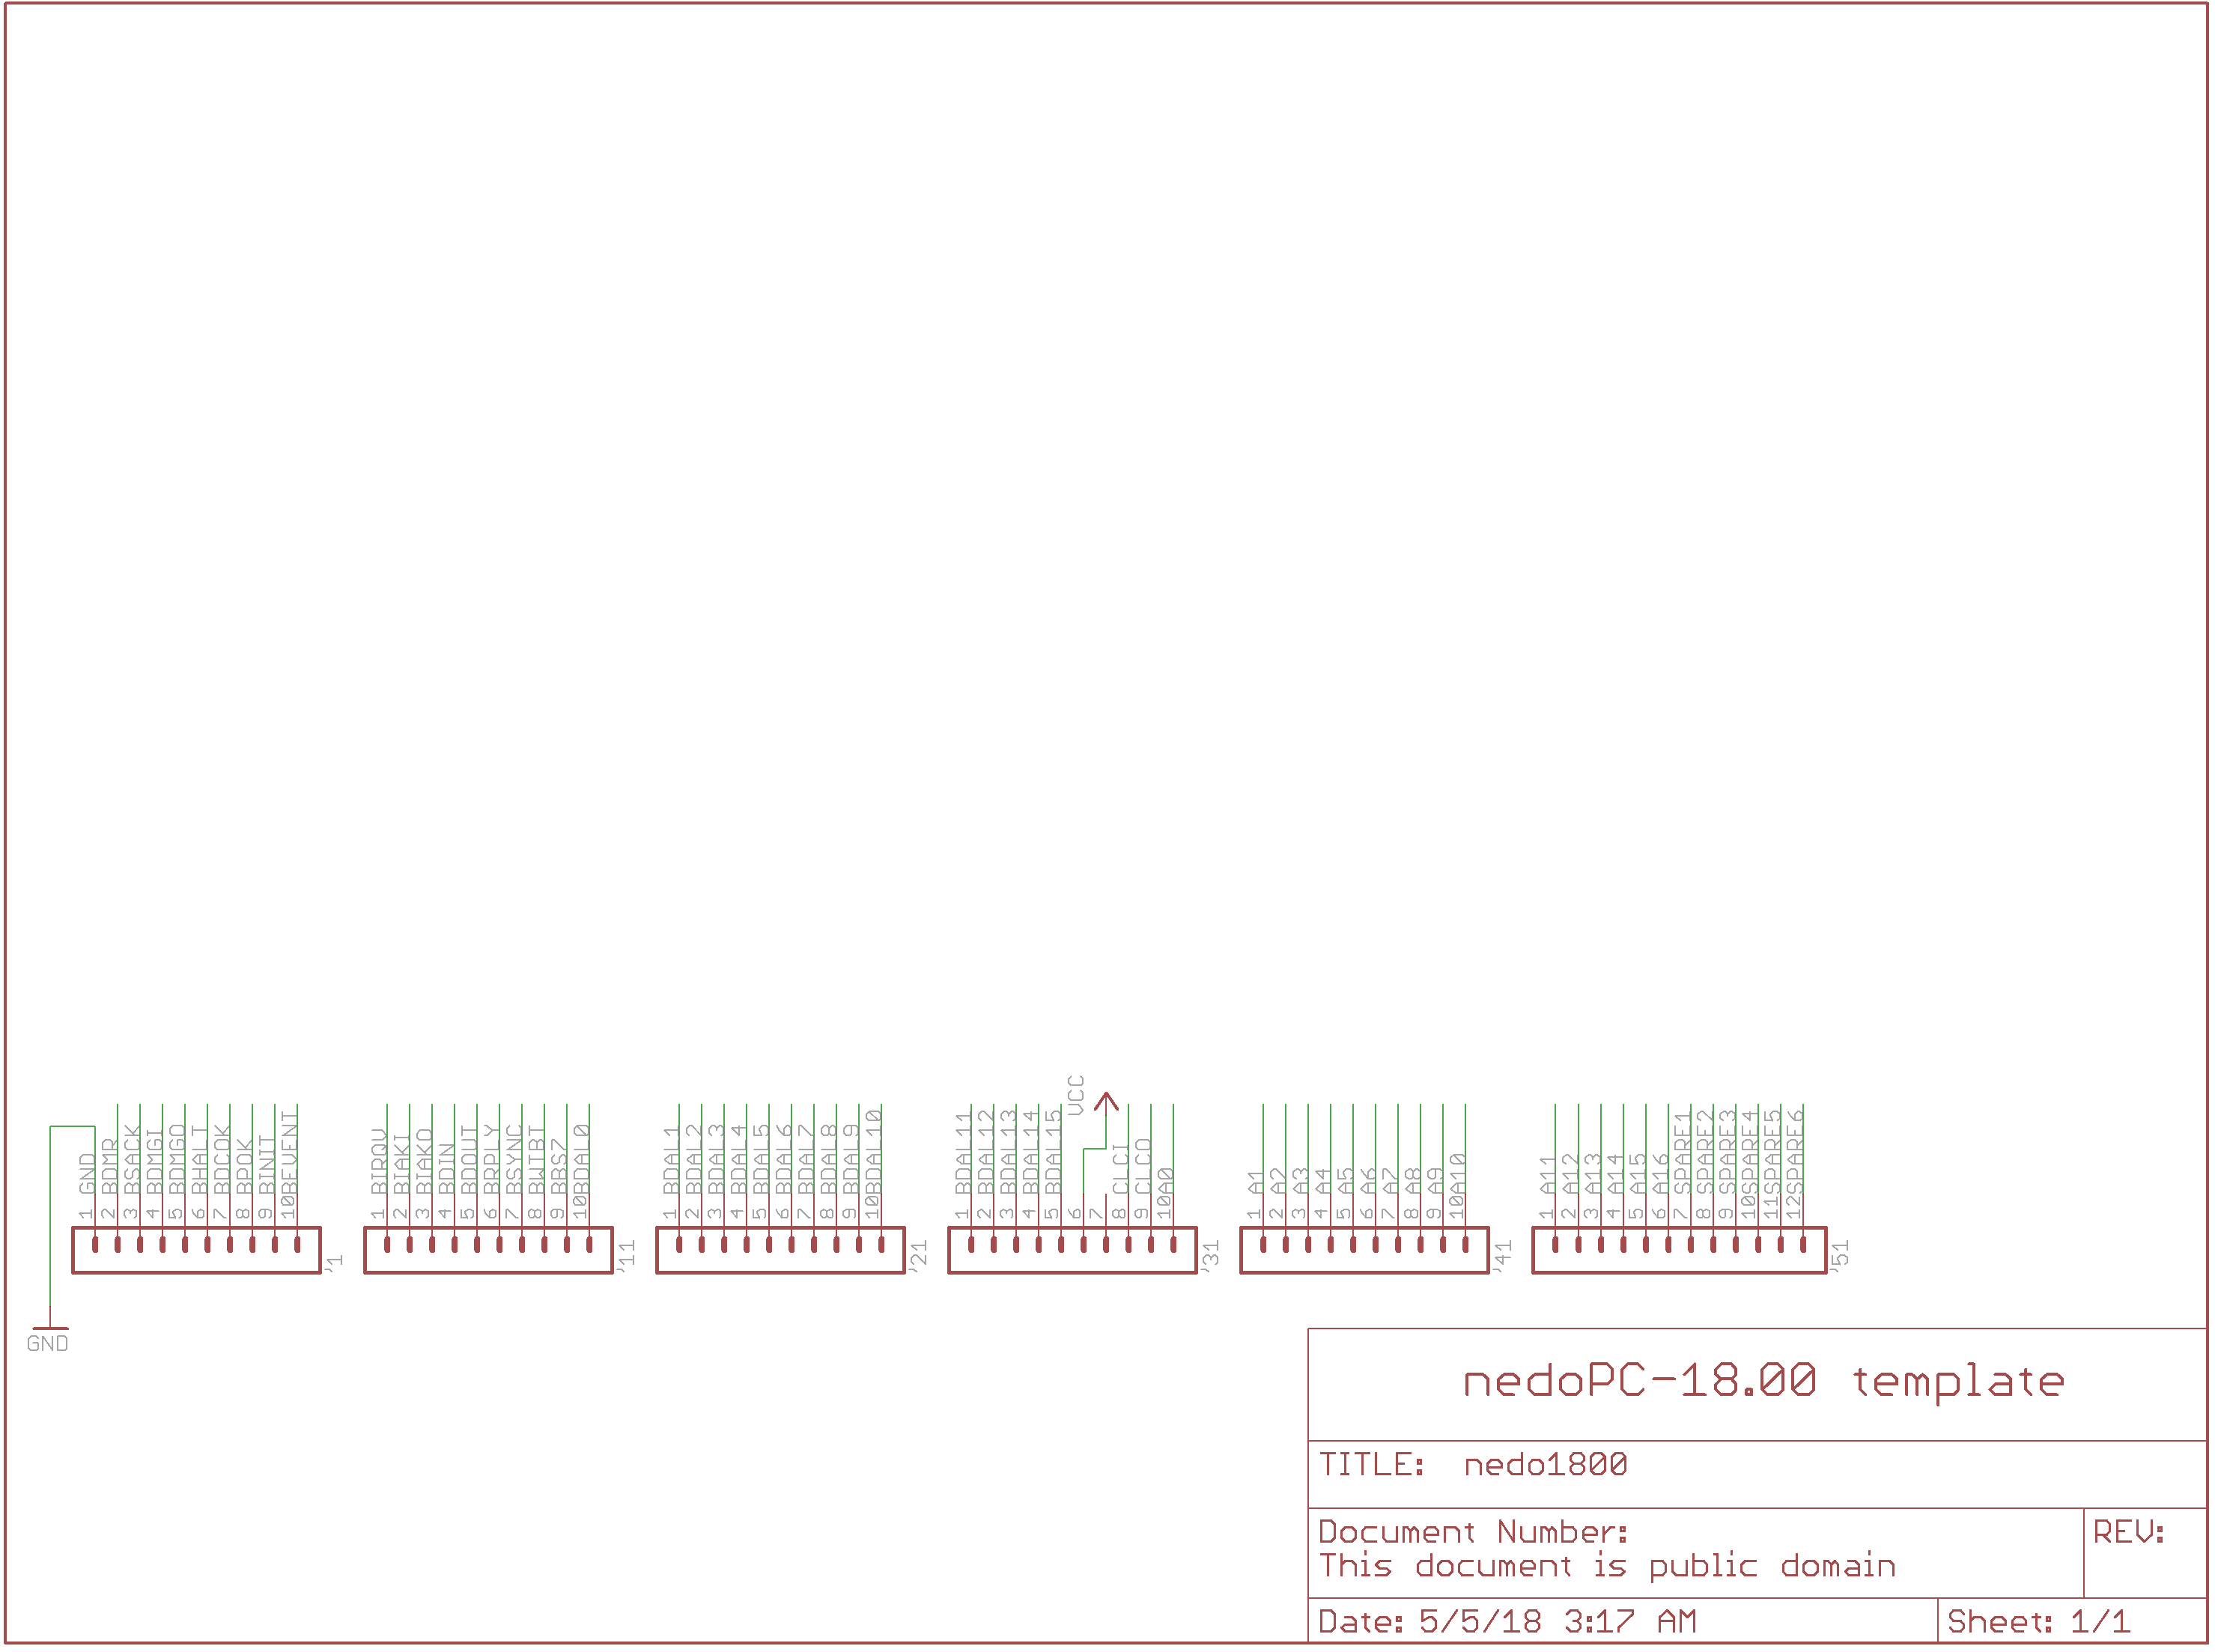 VCC
1 GND
2 BDMR
3 BSACK
4 BDMGI
5 BDMGO
6 BHALT
7 BDCOK
8 BPOK
9 BINIT
10 BEVENT
J1
1 BIRQV
2 BIAKI
3 BIAKO
4 BDIN
5 BDOUT
6 BRPLY
7 BSYNC
8 BWTBT
9 BBS7
10 BDAL0
J11
1 BDAL1
2 BDAL2
3 BDAL3
4 BDAL4
5 BDAL5
6 BDAL6
7 BDAL7
8 BDAL8
9 BDAL9
10 BDAL10
J21
1 BDAL11
2 BDAL12
3 BDAL13
4 BDAL14
5 BDAL15
6
7
8 CLCI
9 CLCO
10 A0
J31
1 A1
2 A2
3 A3
4 A4
5 A5
6 A6
7 A7
8 A8
9 A9
10 A10
J41
1 A11
2 A12
3 A13
4 A14
5 A15
6 A16
7 SPARE1
8 SPARE2
9 SPARE3
10 SPARE4
11 SPARE5
12 SPARE6
J51
GND
nedoPC-18.00 template
TITLE: nedo1800
Document Number:
REV:
This document is public domain
Date: 5/5/18 3:17 AM
Sheet: 1/1